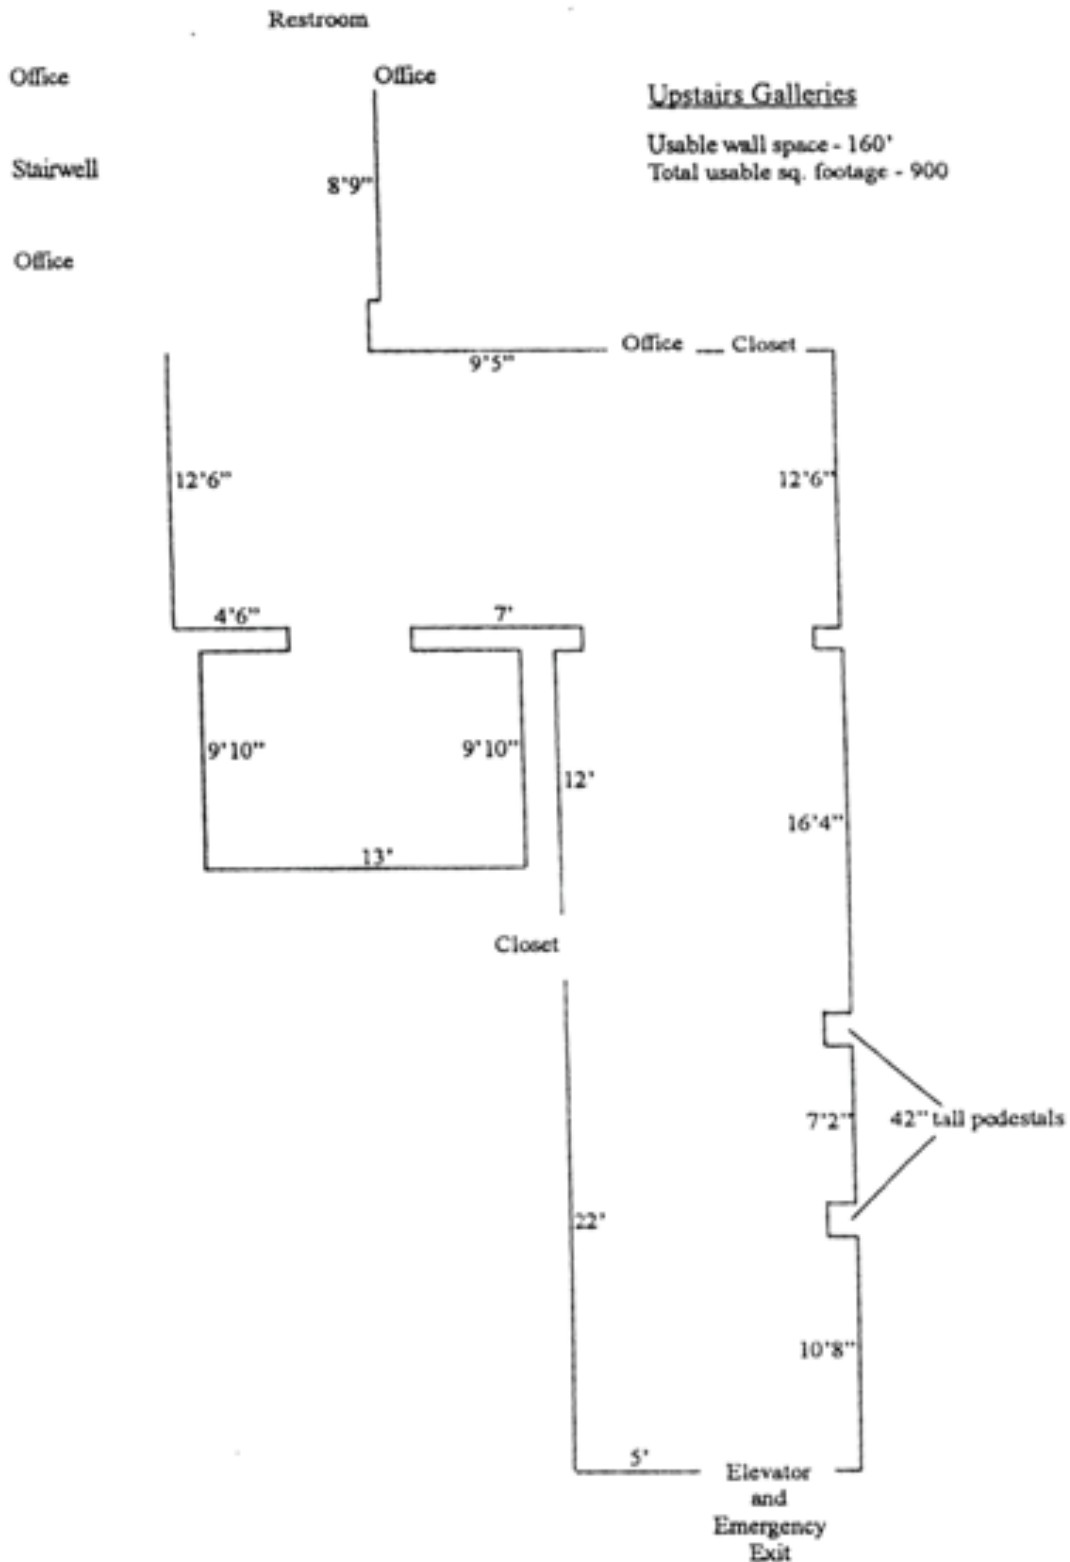 Restroom
Office
Office
Upstairs Galleries
Usable wall space - 160'
Total usable sq. footage - 900
Stairwell
8'9"
Office
Office
Closet
9'5"
12'6"
12'6"
4'6"
7'
9'10"
9'10"
12'
16'4"
13'
Closet
7'2"
42" tall podestals
22'
10'8"
5'
Elevator
and
Emergency
Exit